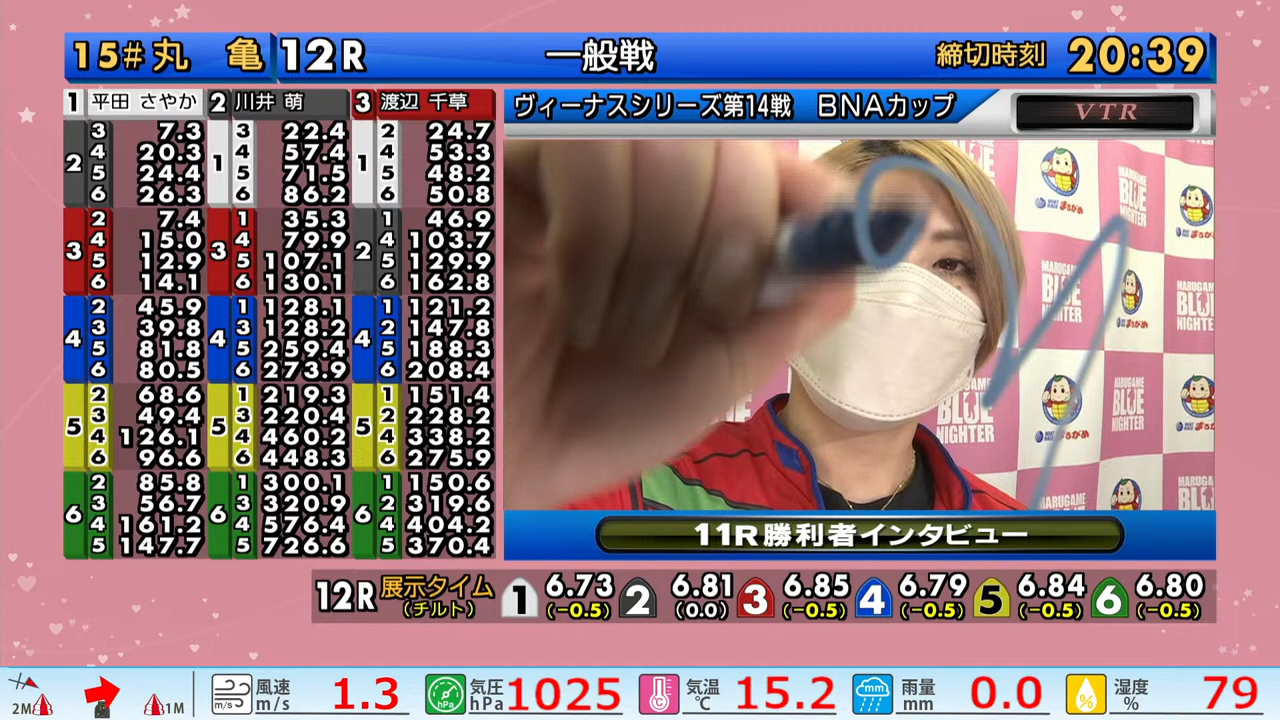 15# 丸 亀 12R 一般戦 締切時刻 20:39
1 平田 さやか 2 川井 萌 3 渡辺 千草
ヴィーナスシリーズ第14戦 BNAカップ
VTR
2 3 7.3 1 3 22.4 1 2 24.7
4 20.3 4 57.4 4 53.3
5 24.4 5 71.5 5 48.2
6 26.3 6 86.2 6 50.8
3 2 7.4 3 1 35.3 2 1 46.9
4 15.0 4 79.9 4 103.7
5 12.9 5 107.1 5 129.9
6 14.1 6 130.1 6 162.8
4 2 45.9 4 1 128.1 4 1 121.2
3 39.8 3 128.2 2 147.8
5 81.8 5 259.4 5 188.3
6 80.5 6 273.9 6 208.4
5 2 68.6 5 1 219.3 5 1 151.4
3 49.4 3 220.4 2 228.2
4 126.1 4 460.2 4 338.2
6 96.6 6 448.3 6 275.9
6 2 85.8 6 1 300.1 6 1 150.6
3 56.7 3 320.9 2 319.6
4 161.2 4 576.4 4 404.2
5 147.7 5 726.6 5 370.4
MARUGAME BLUE NIGHTER
BOAT RACE まるがめ
11R勝利者インタビュー
12R 展示タイム 1 6.73 2 6.81 3 6.85 4 6.79 5 6.84 6 6.80
(チルト) (-0.5) (0.0) (-0.5) (-0.5) (-0.5) (-0.5)
2M 1M 風速 m/s 1.3 気圧 hPa 1025 気温 ℃ 15.2 雨量 mm 0.0 湿度 % 79